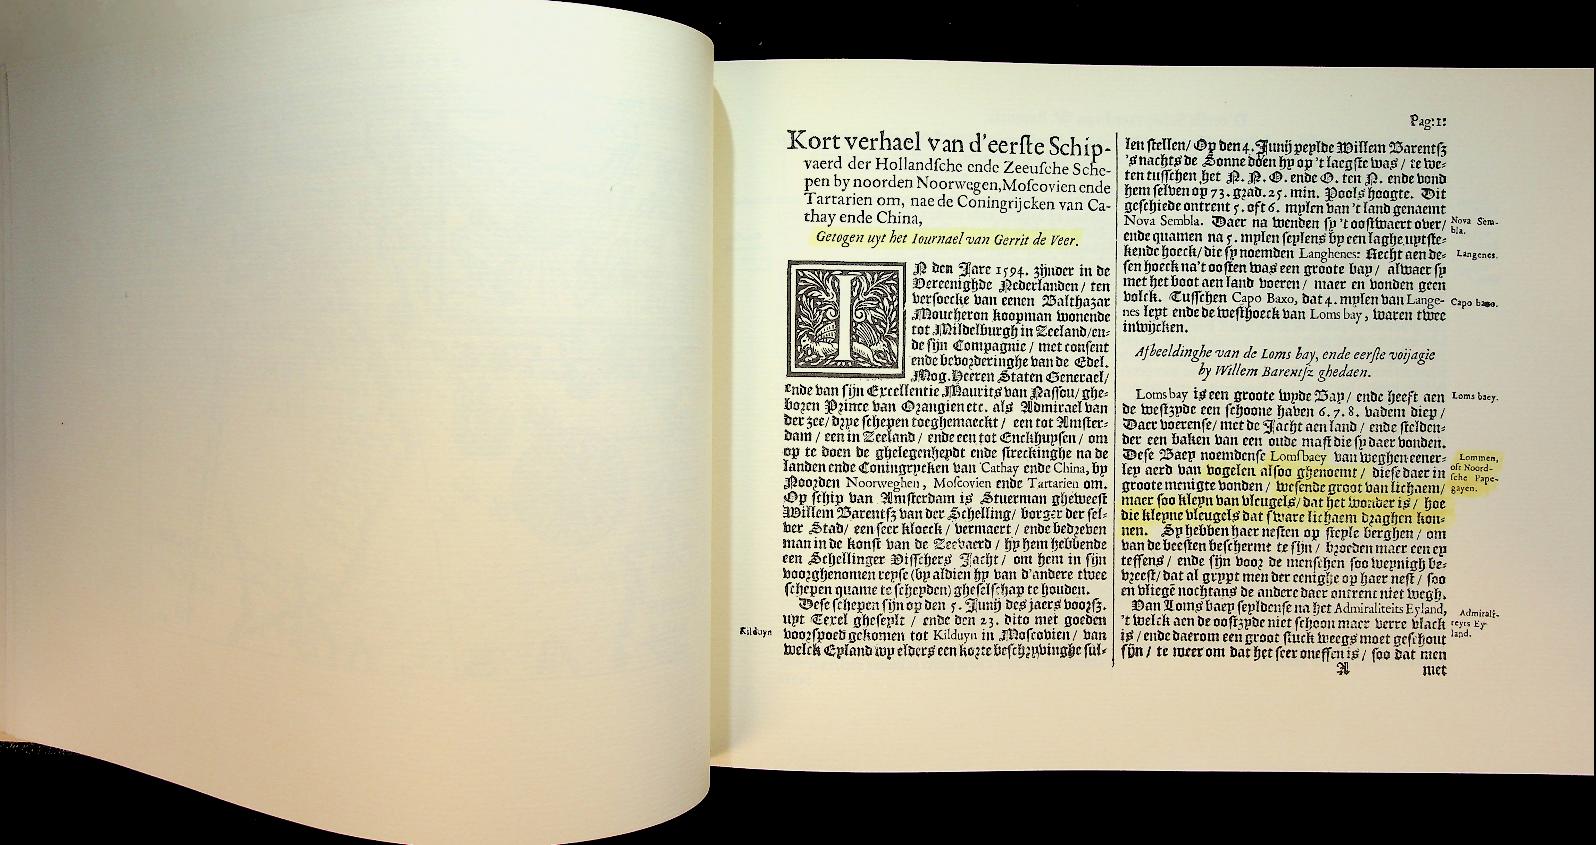 Pag: 1:
Kort verhael van d'eerſte Schip-
vaerd der Hollandſche ende Zeeuſche Sche-
pen by noorden Noorwegen, Moſcovien ende
Tartarien om, nae de Coningrijcken van Ca-
thay ende China,
Getogen uyt het Iournael van Gerrit de Veer.
IN den Jare 1594. zijnder in de
Vereenighde Nederlanden / ten
verſoecke van eenen Balthazar
Moucheron koopman wonende
tot Middelburgh in Zeeland / en-
de ſijn Compagnie / met conſent
ende bevorderinghe van de Edel.
Mog. Heeren Staten Generael /
Ende van ſijn Excellentie Maurits van Naſſou / ghe-
boren Prince van Orangien etc. als Admirael van
der zee / drye ſchepen toeghemaeckt / een tot Amſter-
dam / een in Zeeland / ende een tot Enckhuyſen / om
op te doen de ghelegenheydt ende ſtreckinghe na de
landen ende Coningrycken van Cathay ende China, by
Noorden Noorweghen, Moſcovien ende Tartarien om.
Op ſchip van Amſterdam is Stuerman gheweeſt
Willem Barentſz van der Schelling / borger der ſel-
ver Stad / een ſeer kloeck / vermaert / ende bedreven
man in de konſt van de Zeevaerd / hy hem hebbende
een Schellinger Viſſchers Jacht / om hem in ſijn
voorghenomen reyſe (by aldien hy van d'andere twee
ſchepen quame te ſcheyden) gheſelſchap te houden.
Deſe ſchepen ſijn op den 5. Junij des jaers voorſz.
uyt Texel gheſeylt / ende den 23. dito met goeden
Kilduyn
voorſpoed gekomen tot Kilduyn in Moſcovien / van
welck Eyland wy elders een korte beſchryvinghe ſul-
len ſtellen / Op den 4. Junij peylde Willem Barentſz
's nachts de Sonne doen hy op 't laegſte was / te we-
ten tuſſchen het N. N. O. ende O. ten N. ende vond
hem ſelven op 73. grad. 25. min. Pools hoogte. Dit
geſchiede ontrent 5. oft 6. mylen van 't land genaemt
Nova Sembla. Daer na wenden ſy 't ooſtwaert over /
Nova Sem-
bla.
ende quamen na 5. mylen ſeylens by een laghe uytſte-
kende hoeck / die ſy noemden Langhenes: Recht aen de-
Langenes.
ſen hoeck na't ooſten was een groote bay / alwaer ſy
met het boot aen land voeren / maer en vonden geen
volck. Tuſſchen Capo Baxo, dat 4. mylen van Lange-
Capo baxo.
nes leyt ende de weſthoeck van Loms bay, waren twee
inwijcken.
Afbeeldinghe van de Loms bay, ende eerſte voijagie
by Willem Barentſz ghedaen.
Loms bay is een groote wyde Bay / ende heeft aen
Loms baey.
de weſtzyde een ſchoone haven 6. 7. 8. vadem diep /
Daer voerenſe / met de Jacht aen land / ende ſtelden-
der een baken van een oude maſt die ſy daer vonden.
Deſe Baey noemdenſe Lomſbaey van weghen eener-
Lommen,
ley aerd van vogelen alſoo ghenoemt / dieſe daer in
oft Noord-
ſche Pape-
groote menigte vonden / weſende groot van lichaem /
gayen.
maer ſoo kleyn van vleugels / dat het wonder is / hoe
die kleyne vleugels dat ſware lichaem draghen kon-
nen. Sy hebben haer neſten op ſteyle berghen / om
van de beeſten beſchermt te ſijn / broeden maer een ey
teffens / ende ſijn voor de menſchen ſoo weynigh be-
vreeſt / dat al grypt men der eenighe op haer neſt / ſoo
en vliegē nochtans de andere daer ontrent niet wegh.
Van Loms baey ſeyldenſe na het Admiraliteits Eyland,
Admirali-
't welck aen de ooſtzyde niet ſchoon maer verre vlack
teyts Ey-
is / ende daerom een groot ſtuck weegs moet geſchout
land.
ſijn / te meer om dat het ſeer oneffen is / ſoo dat men
A
met